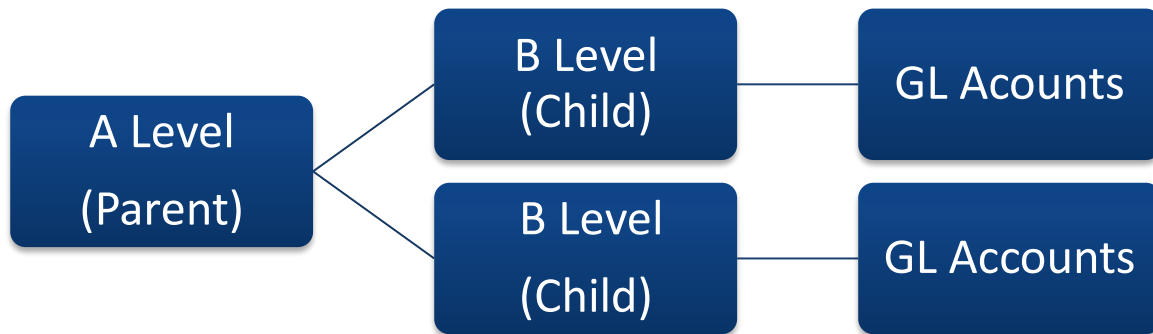 A Level
(Parent)
B Level
(Child)
GL Acounts
B Level
(Child)
GL Accounts